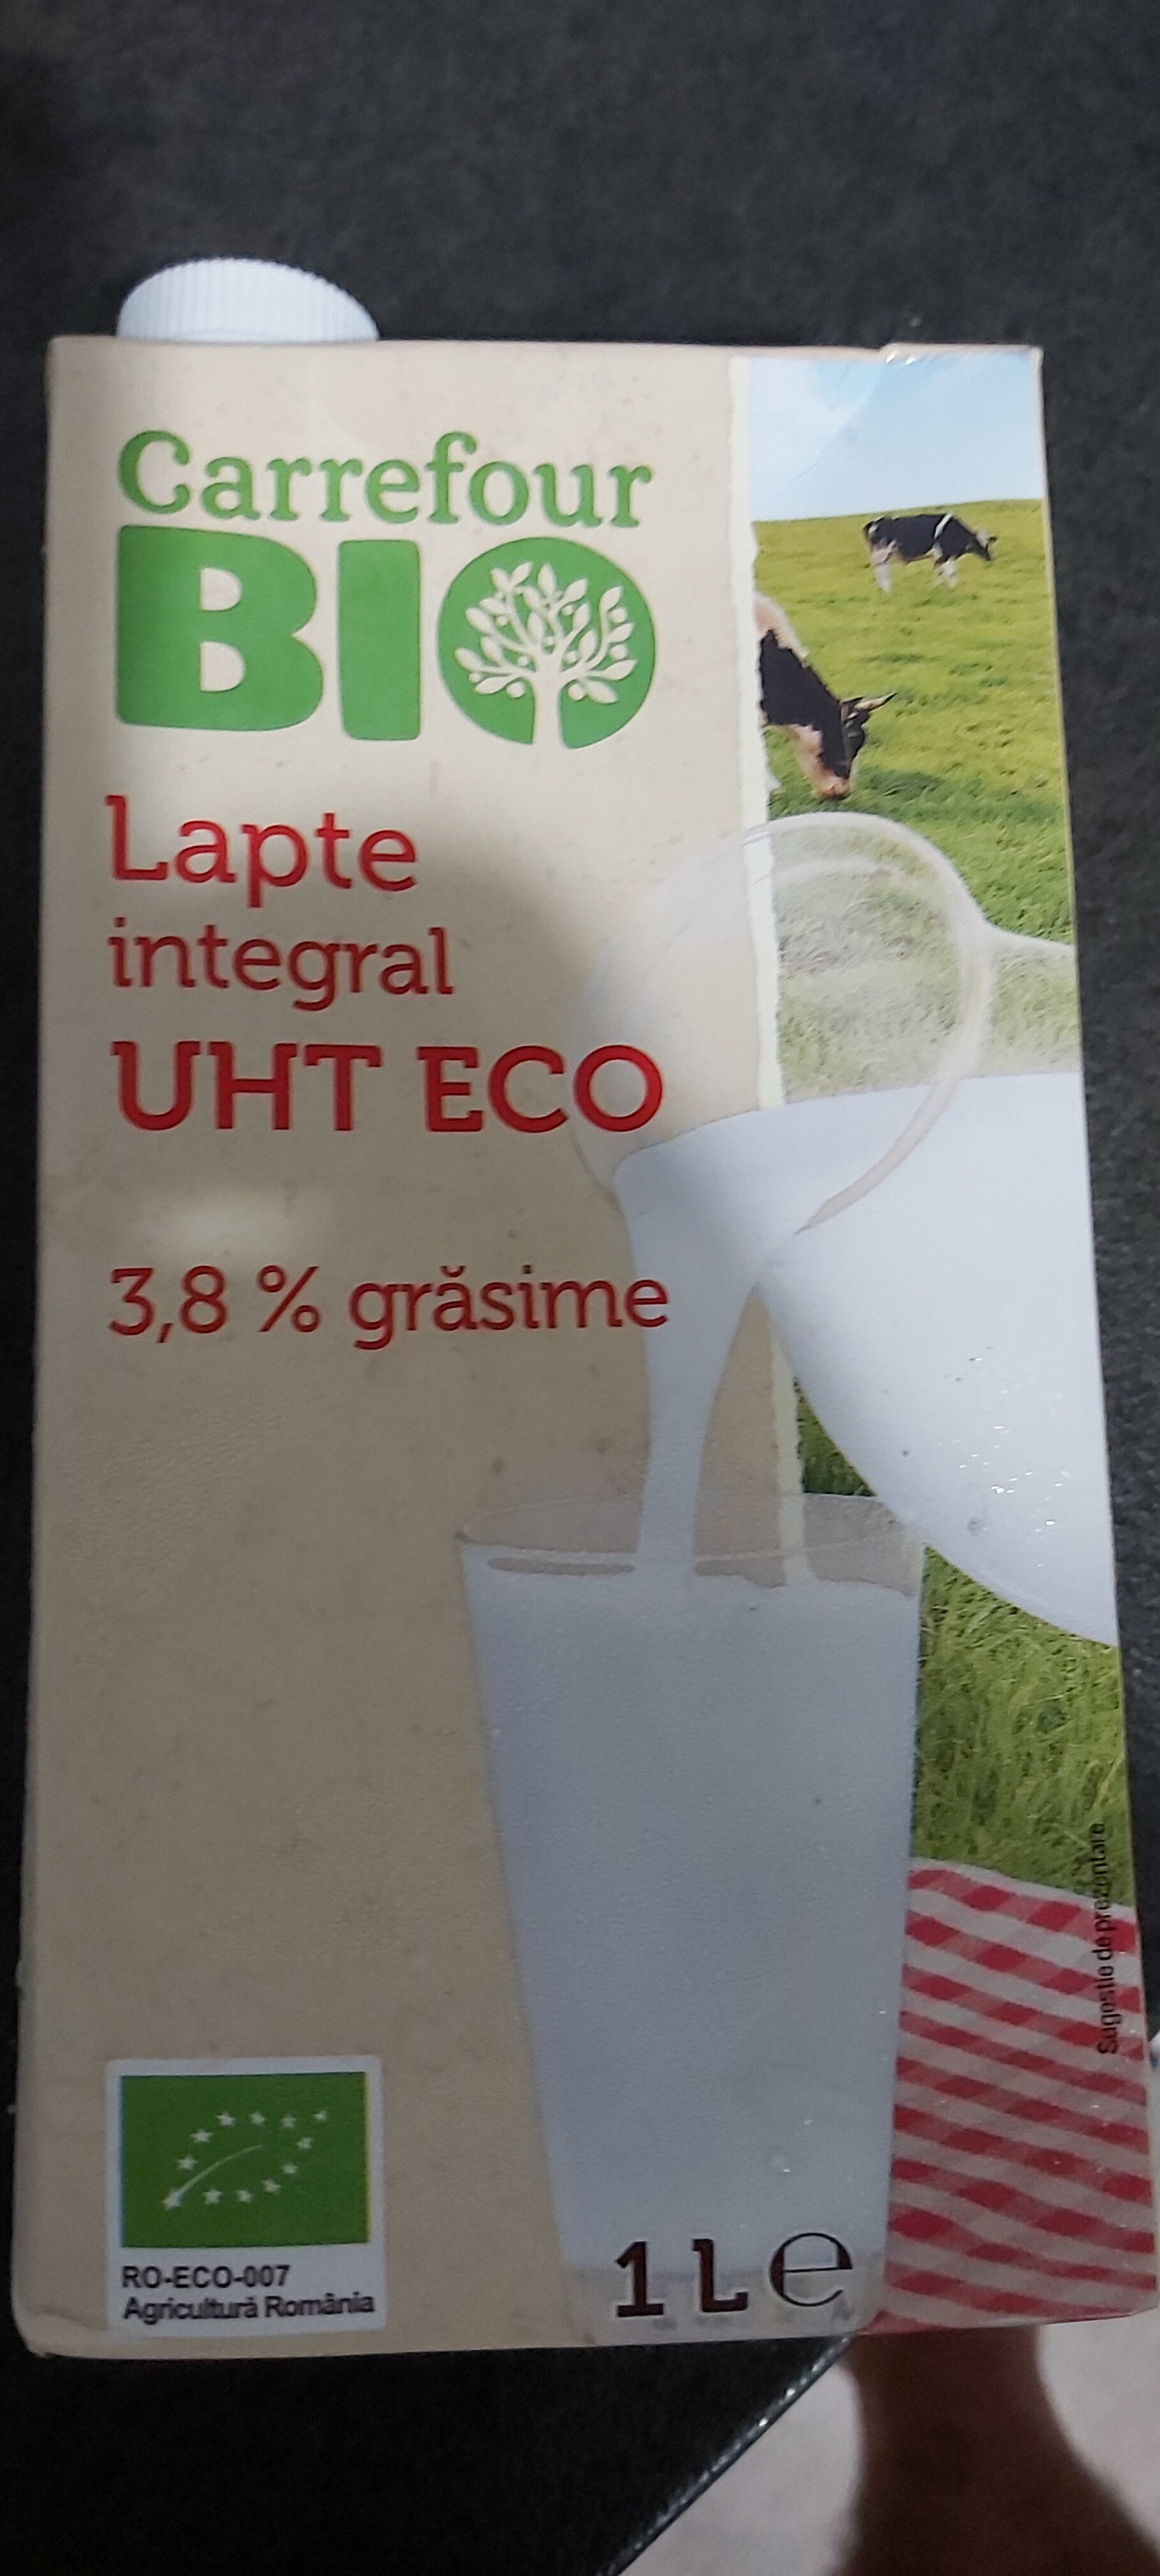 Carrefour
BIO
Lapte
integral
UHT ECO
3,8 % grăsime
Sugestie de prezentare
RO-ECO-007
Agricultură România
1 L e